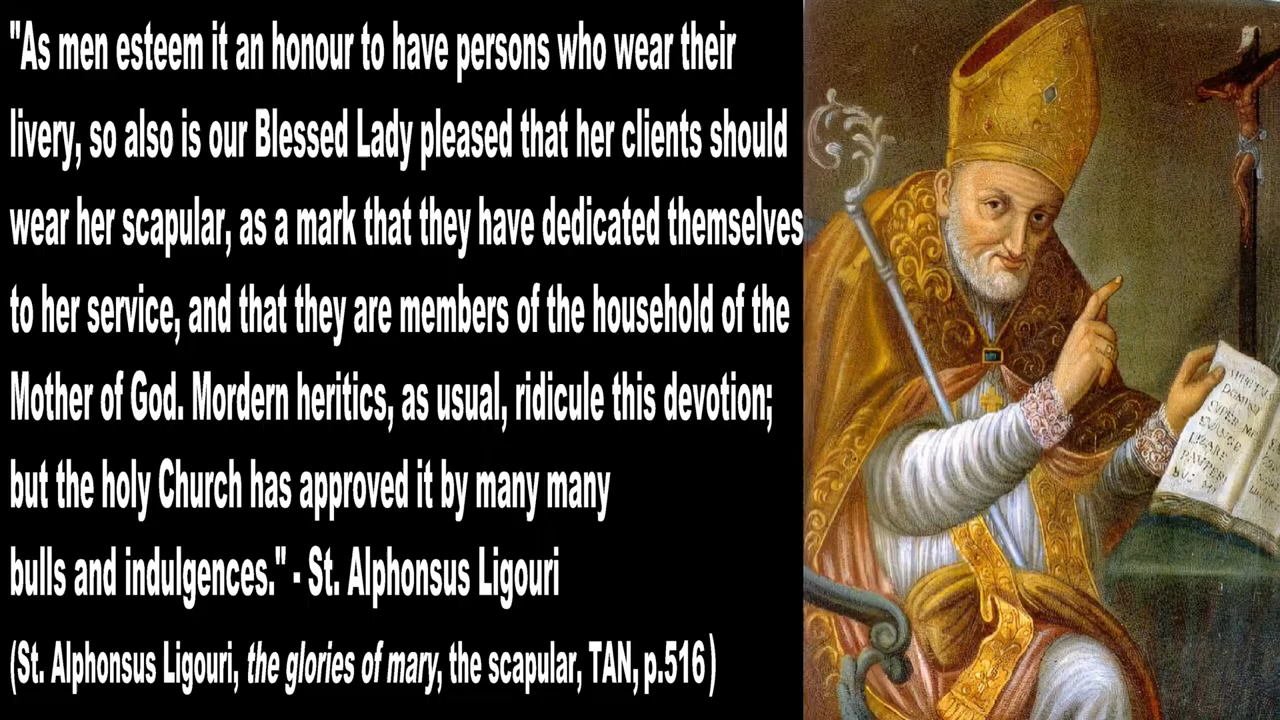 "As men esteem it an honour to have persons who wear their
livery, so also is our Blessed Lady pleased that her clients should
wear her scapular, as a mark that they have dedicated themselves
to her service, and that they are members of the household of the
Mother of God. Mordern heritics, as usual, ridicule this devotion;
but the holy Church has approved it by many many
bulls and indulgences." - St. Alphonsus Ligouri
(St. Alphonsus Ligouri, the glories of mary, the scapular, TAN, p.516)
DOMINI